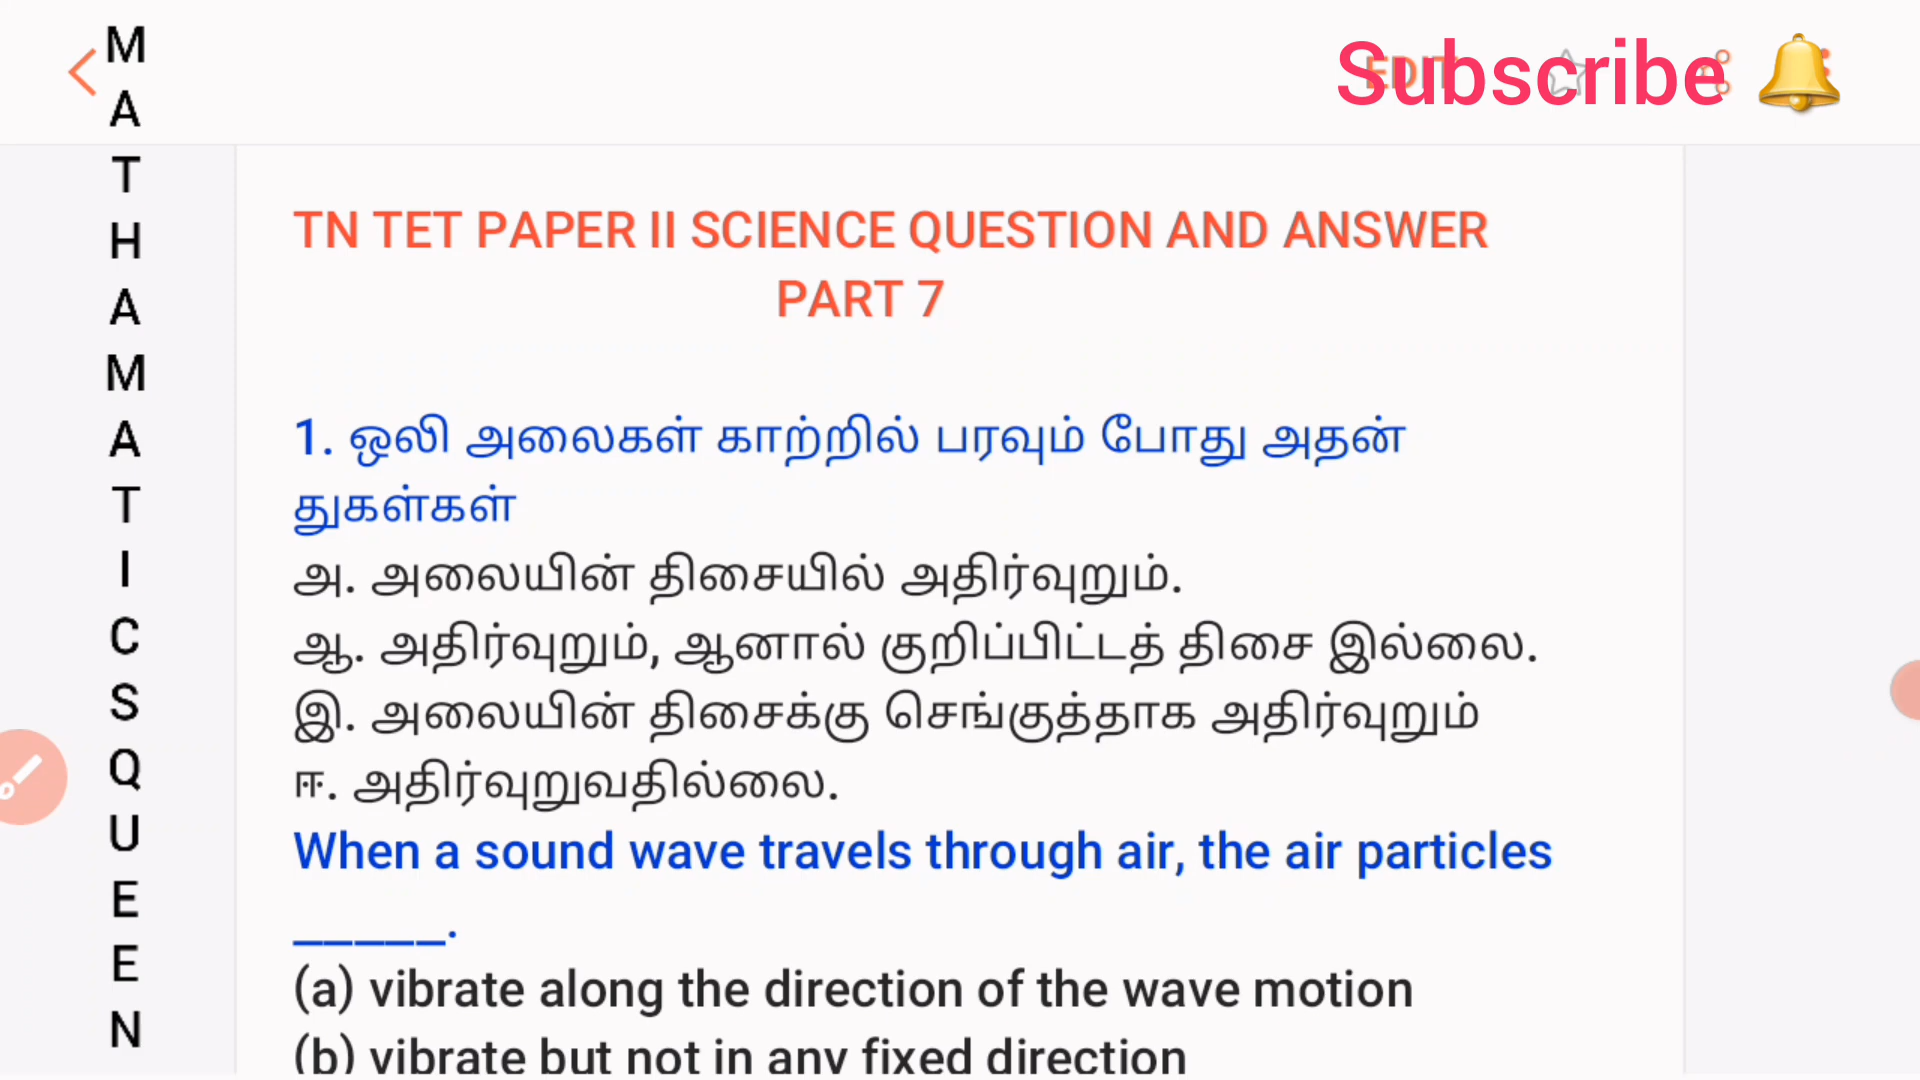 MATHAMATICSQUEEN
EDIT
Subscribe 🔔
TN TET PAPER II SCIENCE QUESTION AND ANSWER
PART 7
1. ஒலி அலைகள் காற்றில் பரவும் போது அதன்
துகள்கள்
அ. அலையின் திசையில் அதிர்வுறும்.
ஆ. அதிர்வுறும், ஆனால் குறிப்பிட்டத் திசை இல்லை.
இ. அலையின் திசைக்கு செங்குத்தாக அதிர்வுறும்
ஈ. அதிர்வுறுவதில்லை.
When a sound wave travels through air, the air particles
_____.
(a) vibrate along the direction of the wave motion
(b) vibrate but not in any fixed direction